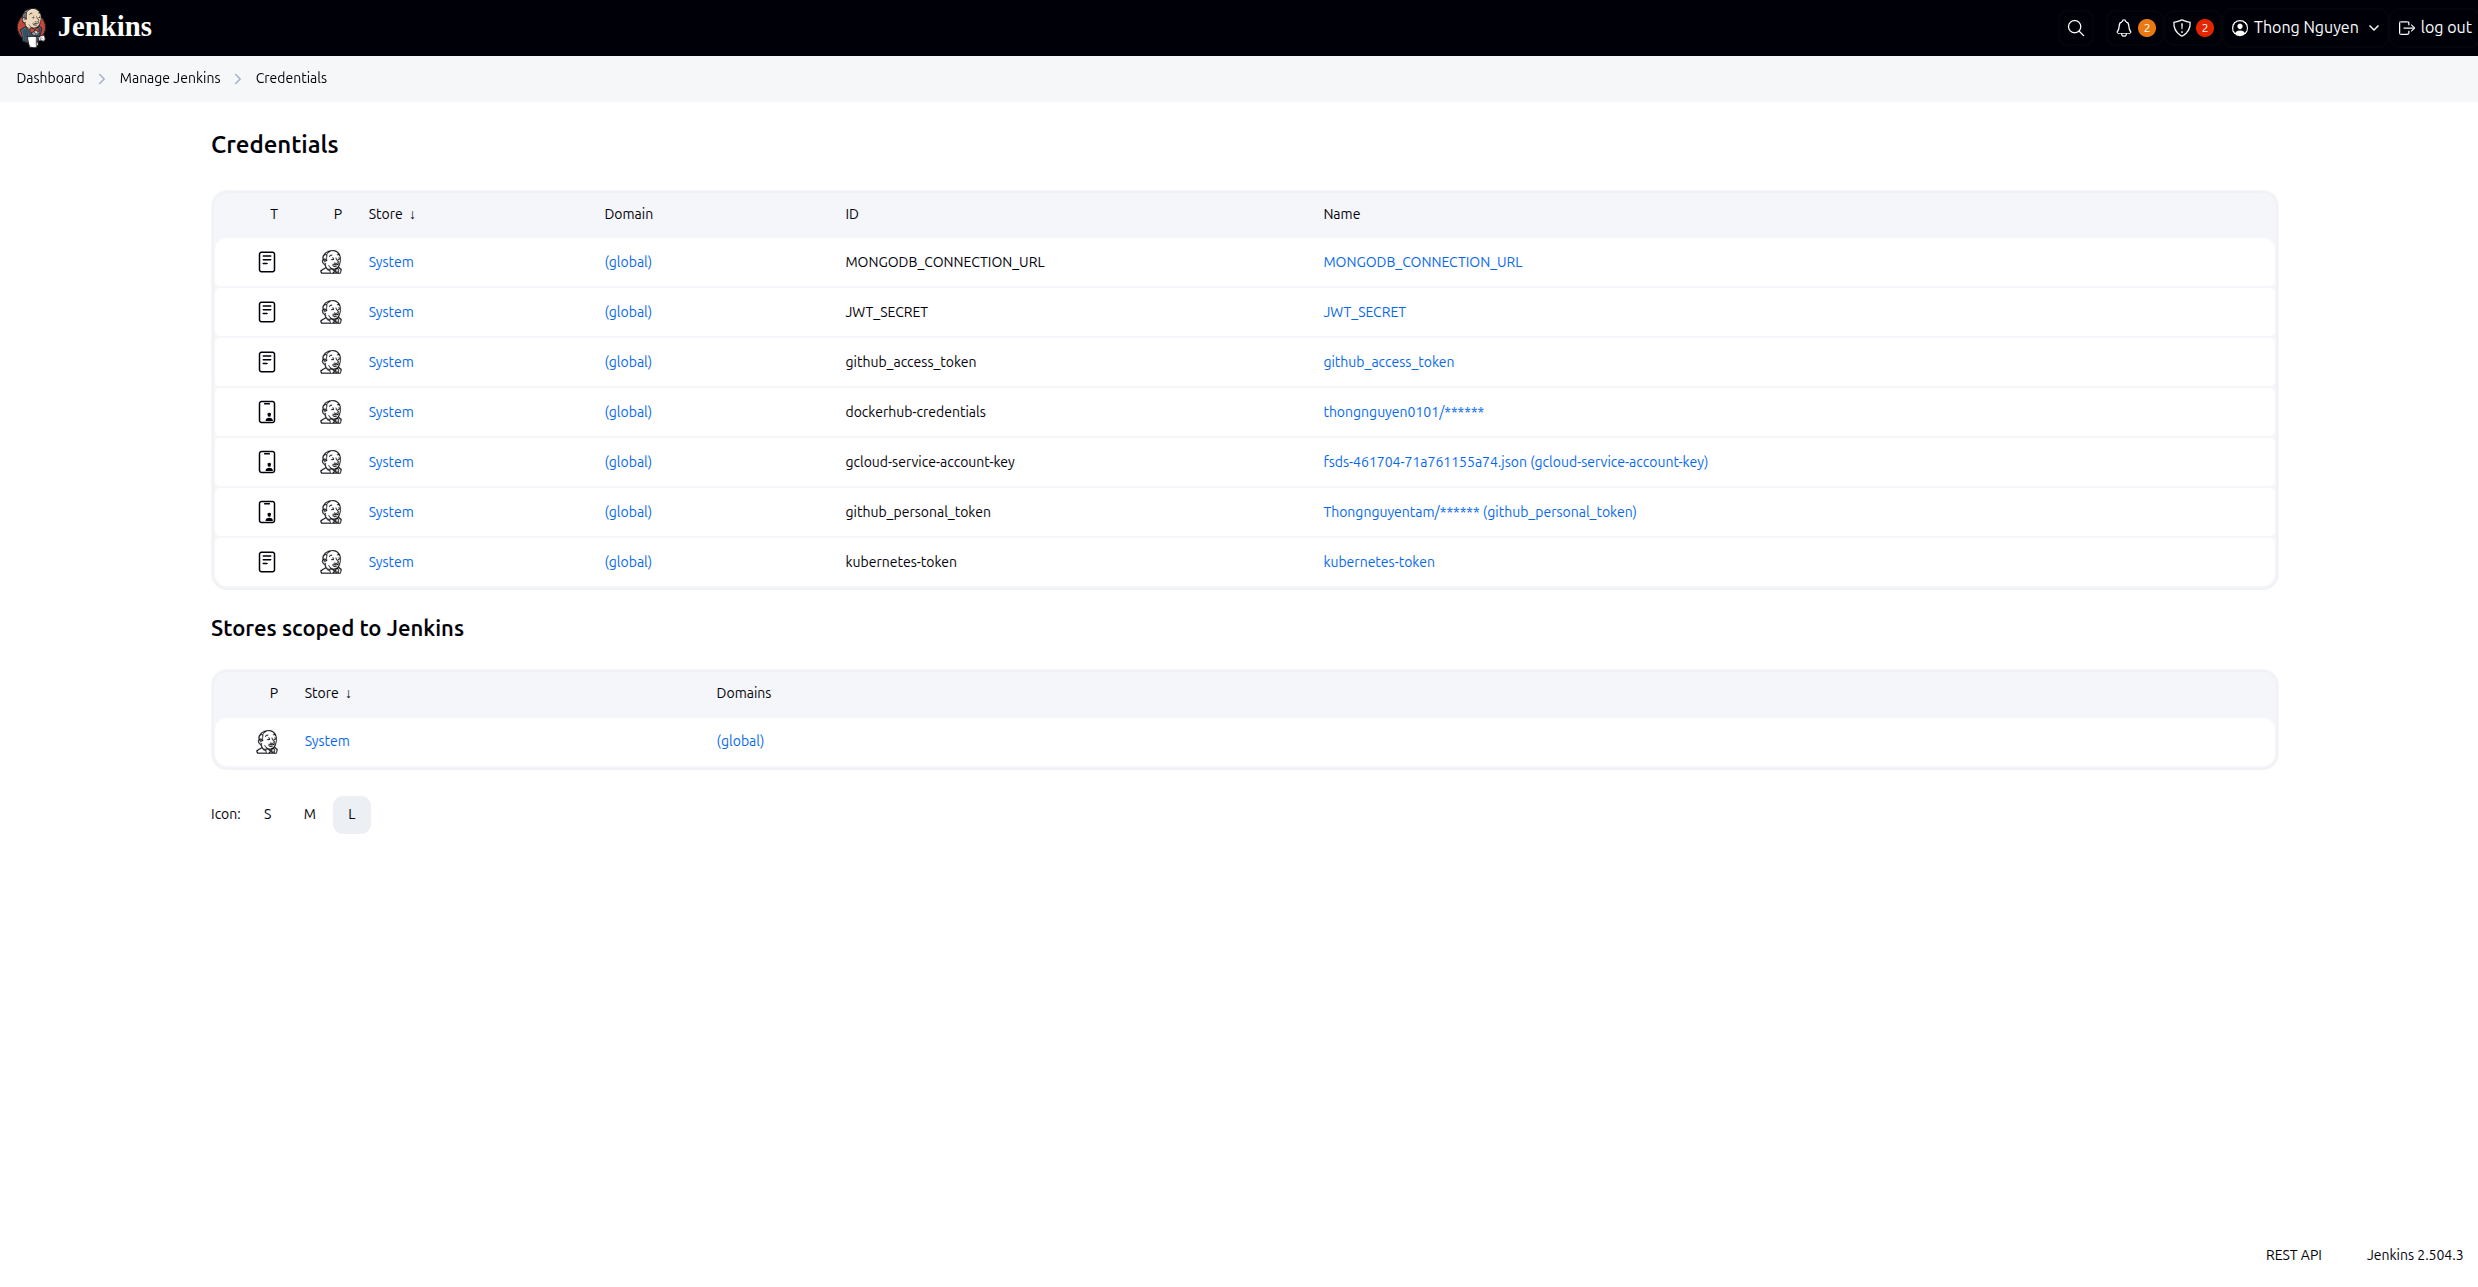 Jenkins 2 2 Thong Nguyen log out
Dashboard Manage Jenkins Credentials
Credentials
T P Store ↓ Domain ID Name
System (global) MONGODB_CONNECTION_URL MONGODB_CONNECTION_URL
System (global) JWT_SECRET JWT_SECRET
System (global) github_access_token github_access_token
System (global) dockerhub-credentials thongnguyen0101/******
System (global) gcloud-service-account-key fsds-461704-71a761155a74.json (gcloud-service-account-key)
System (global) github_personal_token Thongnguyentam/****** (github_personal_token)
System (global) kubernetes-token kubernetes-token
Stores scoped to Jenkins
P Store ↓ Domains
System (global)
Icon: S M L
REST API Jenkins 2.504.3